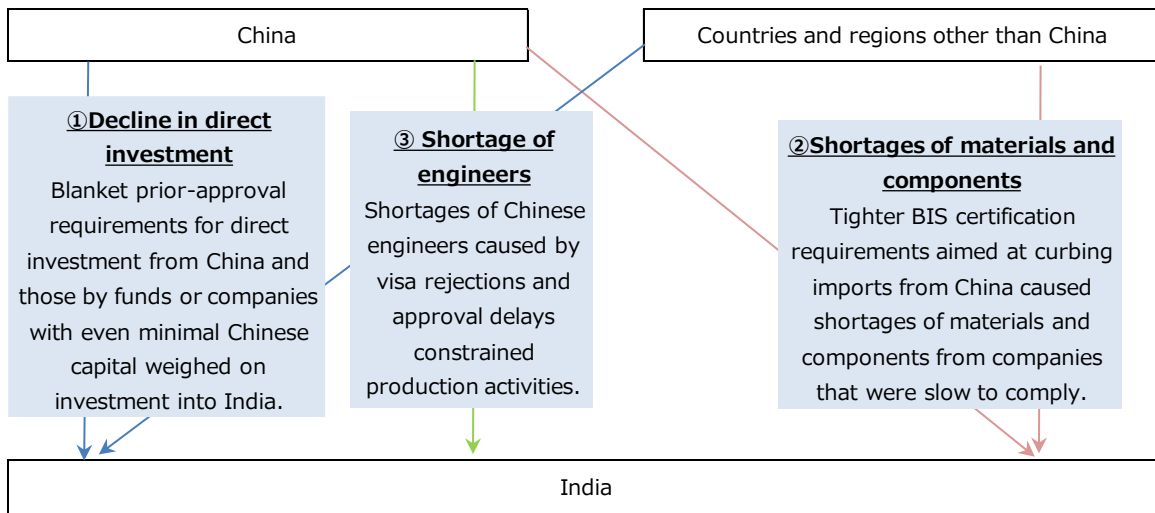 China
Countries and regions other than China
①Decline in direct
investment
Blanket prior-approval
requirements for direct
investment from China and
those by funds or companies
with even minimal Chinese
capital weighed on
investment into India.
③ Shortage of
engineers
Shortages of Chinese
engineers caused by
visa rejections and
approval delays
constrained
production activities.
②Shortages of materials and
components
Tighter BIS certification
requirements aimed at curbing
imports from China caused
shortages of materials and
components from companies
that were slow to comply.
India